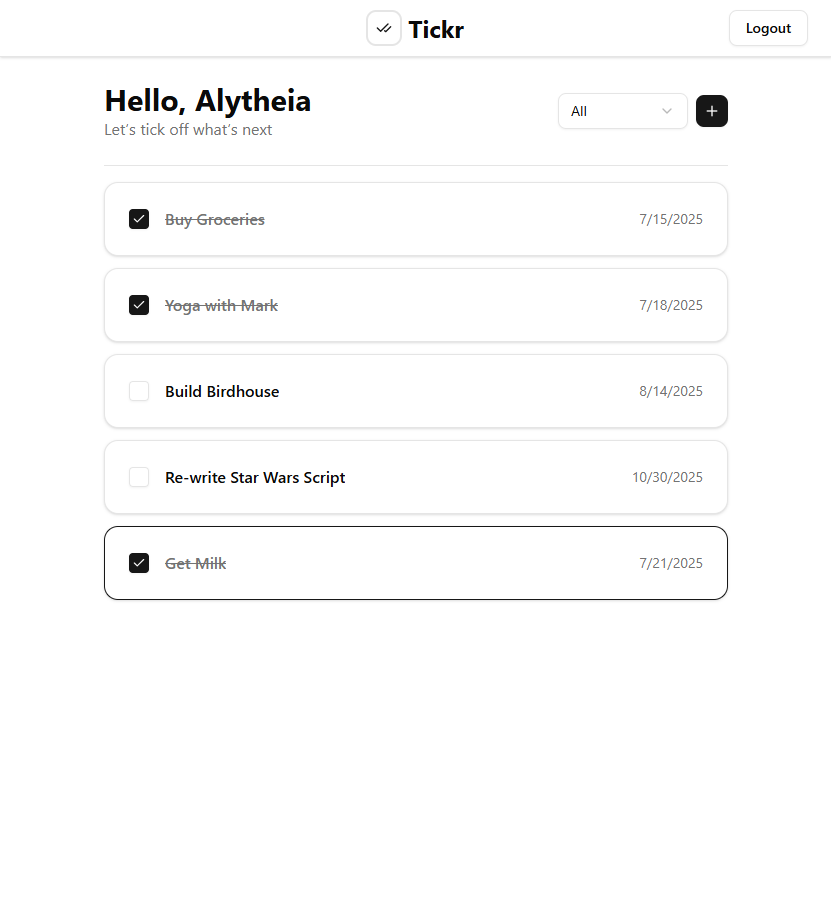 Tickr
Logout
Hello, Alytheia
Let’s tick off what’s next
All
Buy Groceries 7/15/2025
Yoga with Mark 7/18/2025
Build Birdhouse 8/14/2025
Re-write Star Wars Script 10/30/2025
Get Milk 7/21/2025